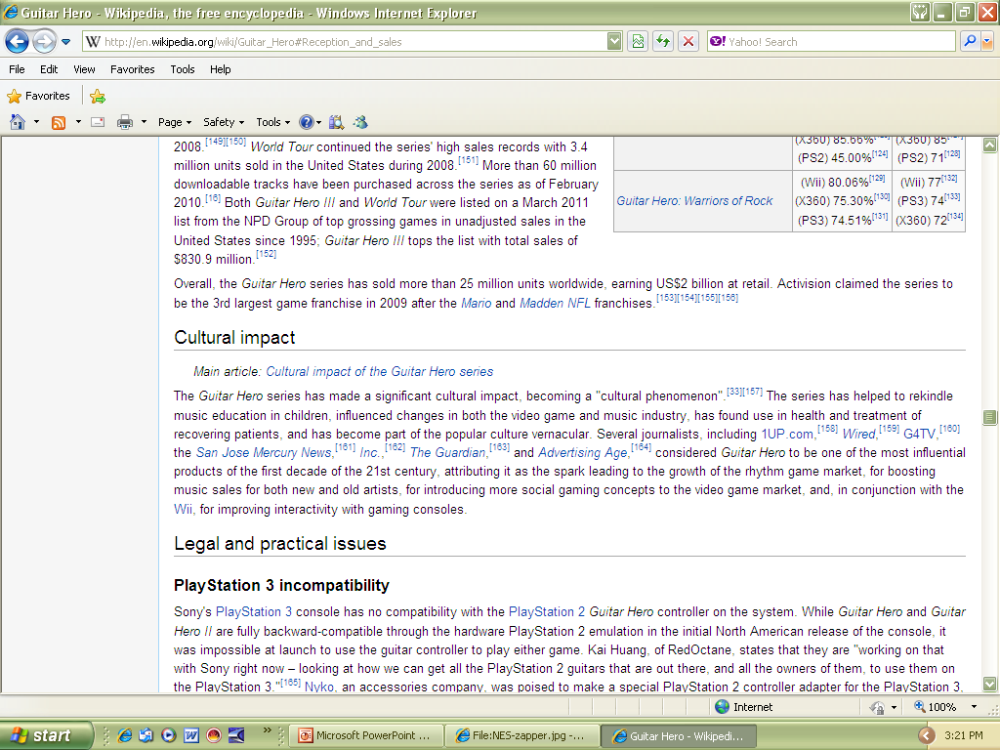 Guitar Hero - Wikipedia, the free encyclopedia - Windows Internet Explorer
W http://en.wikipedia.org/wiki/Guitar_Hero#Reception_and_sales
Y! Yahoo! Search
File Edit View Favorites Tools Help
Favorites
Page Safety Tools
2008.[149][150] World Tour continued the series' high sales records with 3.4
million units sold in the United States during 2008.[151] More than 60 million
downloadable tracks have been purchased across the series as of February
2010.[16] Both Guitar Hero III and World Tour were listed on a March 2011
list from the NPD Group of top grossing games in unadjusted sales in the
United States since 1995; Guitar Hero III tops the list with total sales of
$830.9 million.[152]
(X360) 85.66% (X360) 85
(PS2) 45.00%[124] (PS2) 71[128]
Guitar Hero: Warriors of Rock
(Wii) 80.06%[129] (Wii) 77[132]
(X360) 75.30%[130] (PS3) 74[133]
(PS3) 74.51%[131] (X360) 72[134]
Overall, the Guitar Hero series has sold more than 25 million units worldwide, earning US$2 billion at retail. Activision claimed the series to
be the 3rd largest game franchise in 2009 after the Mario and Madden NFL franchises.[153][154][155][156]
Cultural impact
Main article: Cultural impact of the Guitar Hero series
The Guitar Hero series has made a significant cultural impact, becoming a "cultural phenomenon".[33][157] The series has helped to rekindle
music education in children, influenced changes in both the video game and music industry, has found use in health and treatment of
recovering patients, and has become part of the popular culture vernacular. Several journalists, including 1UP.com,[158] Wired,[159] G4TV,[160]
the San Jose Mercury News,[161] Inc.,[162] The Guardian,[163] and Advertising Age,[164] considered Guitar Hero to be one of the most influential
products of the first decade of the 21st century, attributing it as the spark leading to the growth of the rhythm game market, for boosting
music sales for both new and old artists, for introducing more social gaming concepts to the video game market, and, in conjunction with the
Wii, for improving interactivity with gaming consoles.
Legal and practical issues
PlayStation 3 incompatibility
Sony's PlayStation 3 console has no compatibility with the PlayStation 2 Guitar Hero controller on the system. While Guitar Hero and Guitar
Hero II are fully backward-compatible through the hardware PlayStation 2 emulation in the initial North American release of the console, it
was impossible at launch to use the guitar controller to play either game. Kai Huang, of RedOctane, states that they are "working on that
with Sony right now – looking at how we can get all the PlayStation 2 guitars that are out there, and all the owners of them, to use them on
the PlayStation 3."[165] Nyko, an accessories company, was poised to make a special PlayStation 2 controller adapter for the PlayStation 3,
Internet 100%
start Microsoft PowerPoint ... File:NES-zapper.jpg -... Guitar Hero - Wikipedi... 3:21 PM